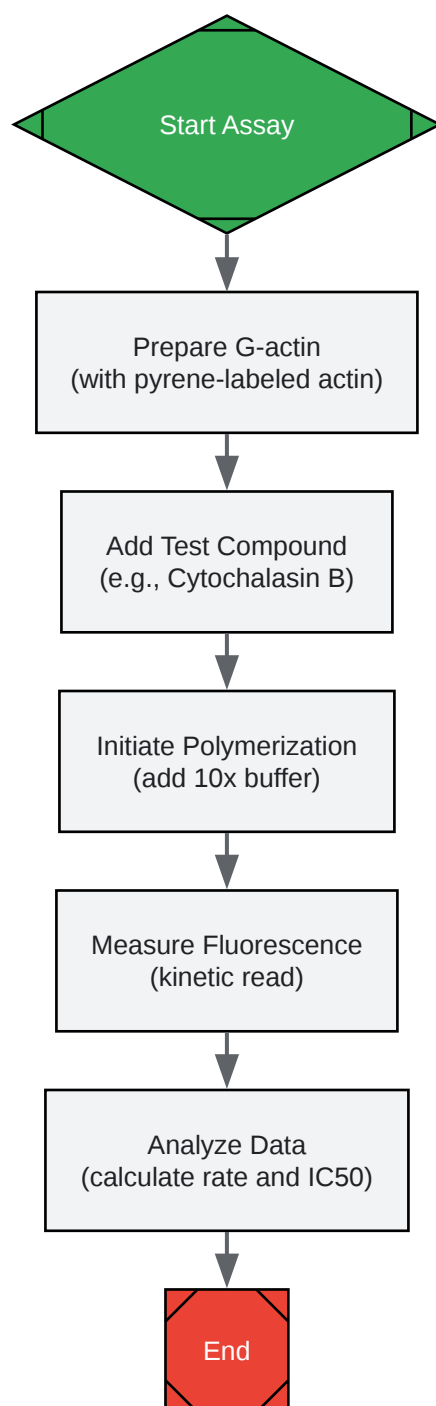 Start Assay
Prepare G-actin
(with pyrene-labeled actin)
Add Test Compound
(e.g., Cytochalasin B)
Initiate Polymerization
(add 10x buffer)
Measure Fluorescence
(kinetic read)
Analyze Data
(calculate rate and IC50)
End